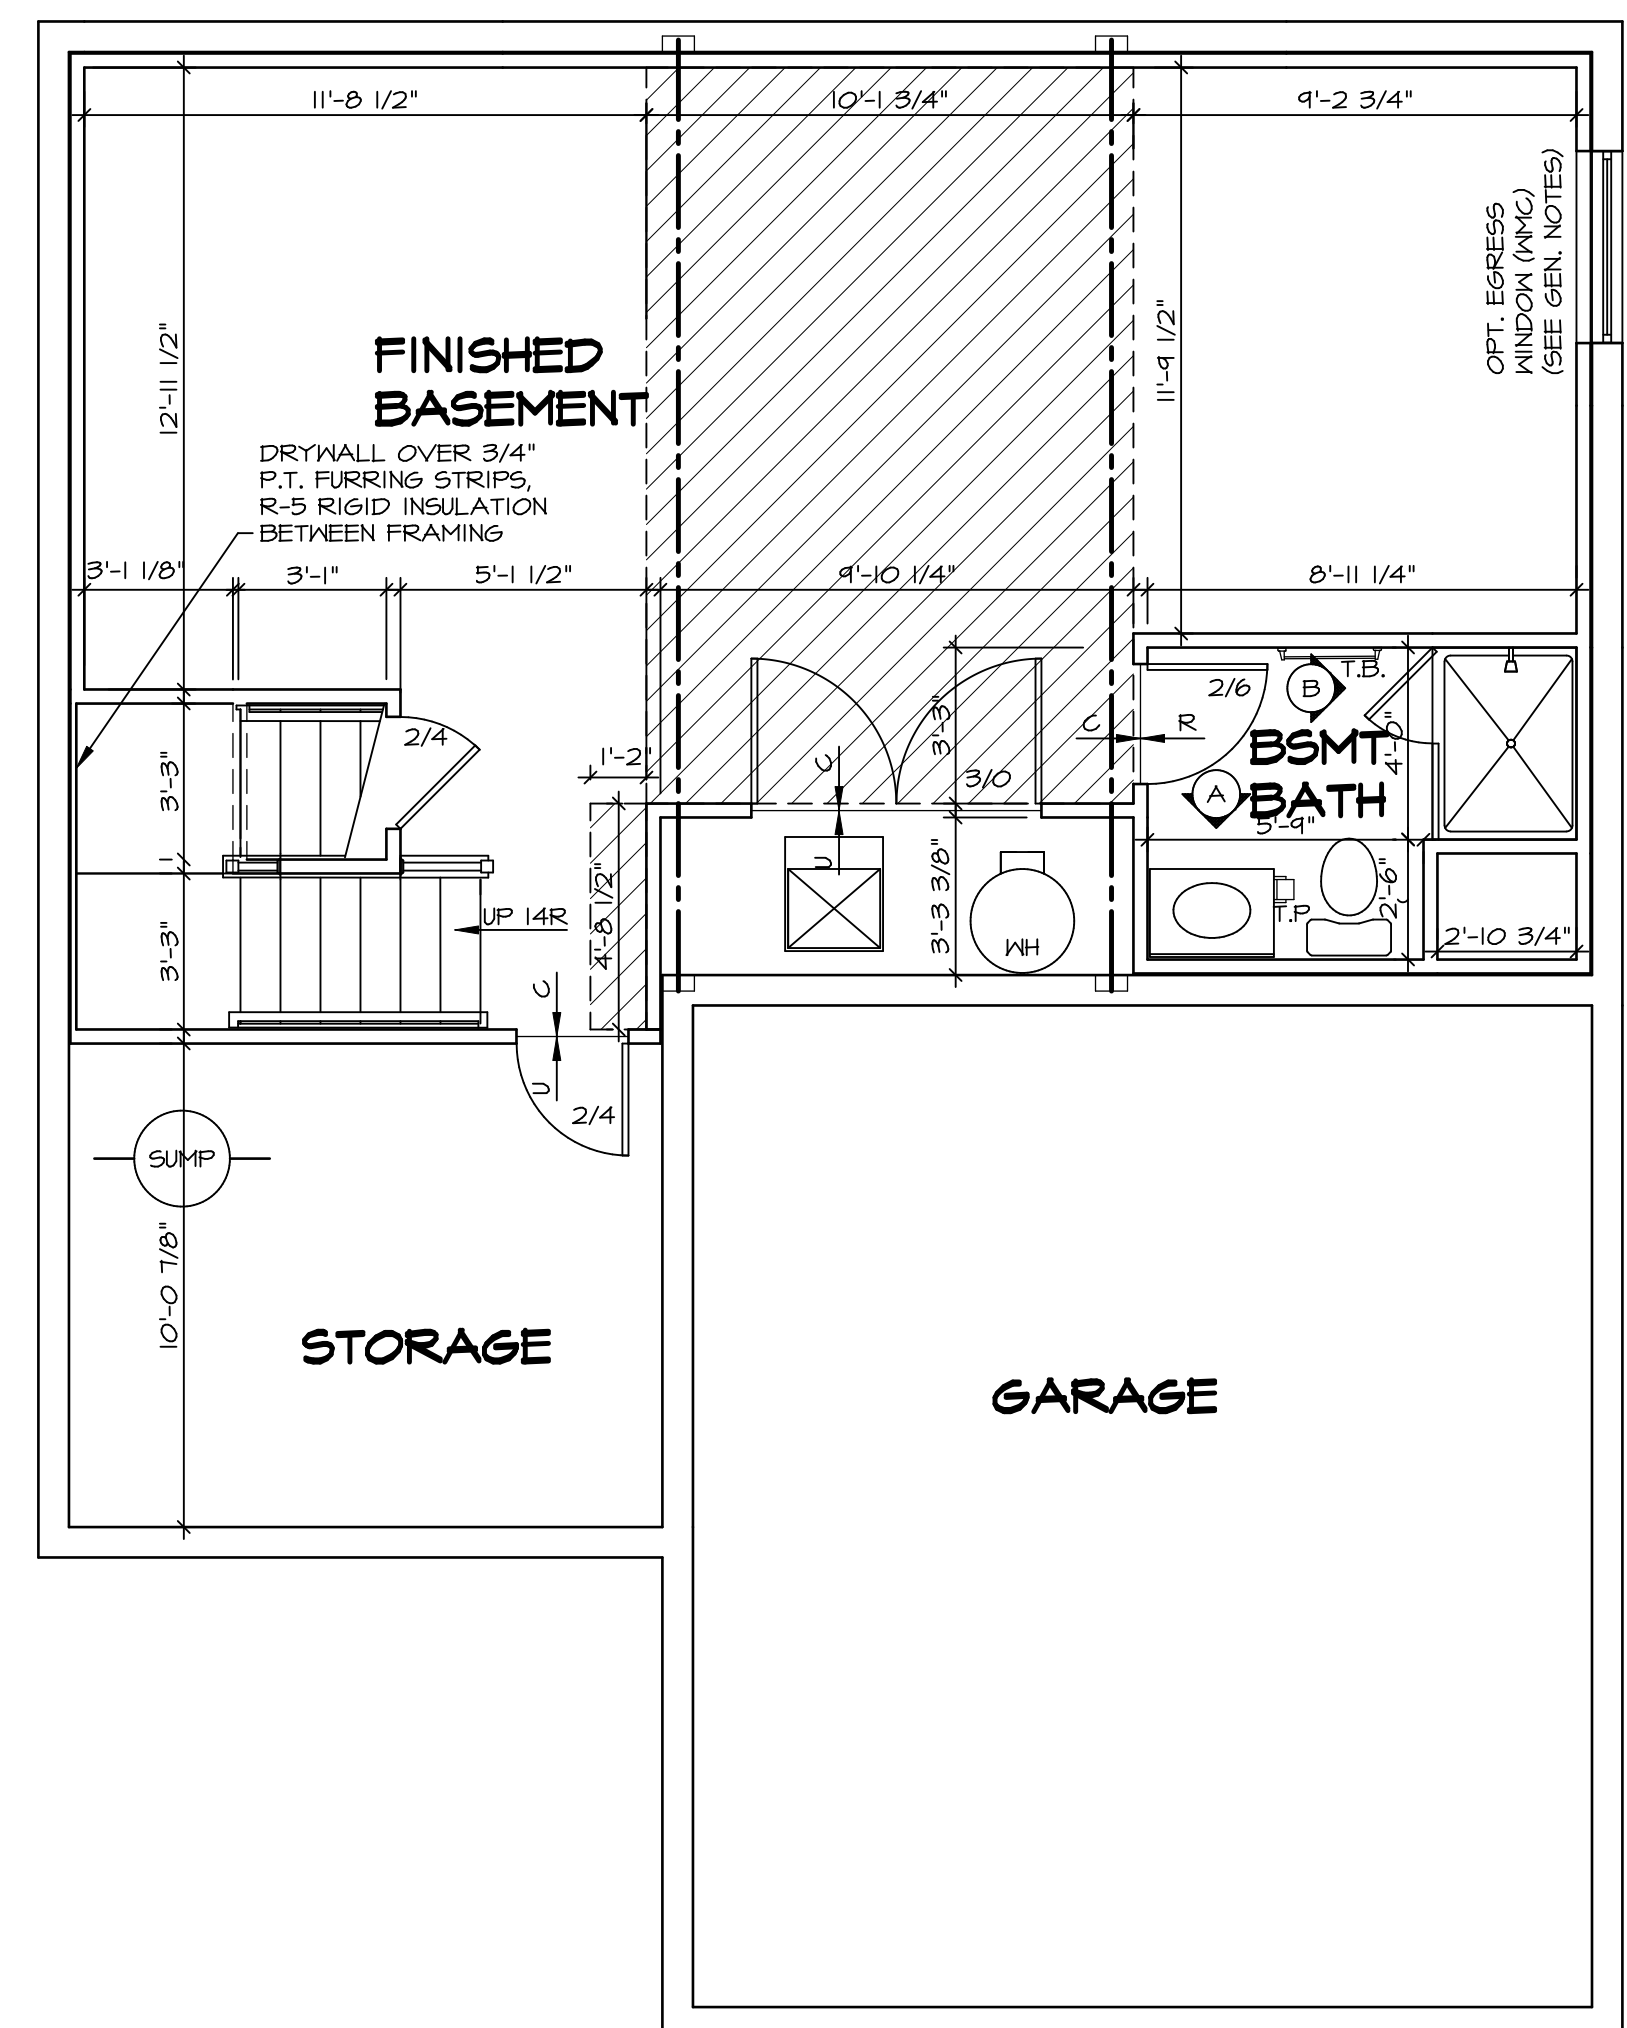 11'-8 1/2"
10'-1 3/4"
9'-2 3/4"
OPT. EGRESS
WINDOW (WMC)
(SEE GEN. NOTES)
12'-11 1/2"
11'-9 1/2"
FINISHED
BASEMENT
DRYWALL OVER 3/4"
P.T. FURRING STRIPS,
R-5 RIGID INSULATION
BETWEEN FRAMING
3'-1 1/8"
3'-1"
5'-1 1/2"
9'-10 1/4"
8'-11 1/4"
2/4
3'-3"
1'-2"
C
U
3'-3"
3/0
C
R
2/6
B
T.B.
BSMT
BATH
4'-0"
A
5'-9"
3'-3"
UP 14R
4'-8 1/2"
3'-3 3/8"
WH
T.P
2'-6"
2'-10 3/4"
C
U
2/4
SUMP
10'-0 7/8"
STORAGE
GARAGE